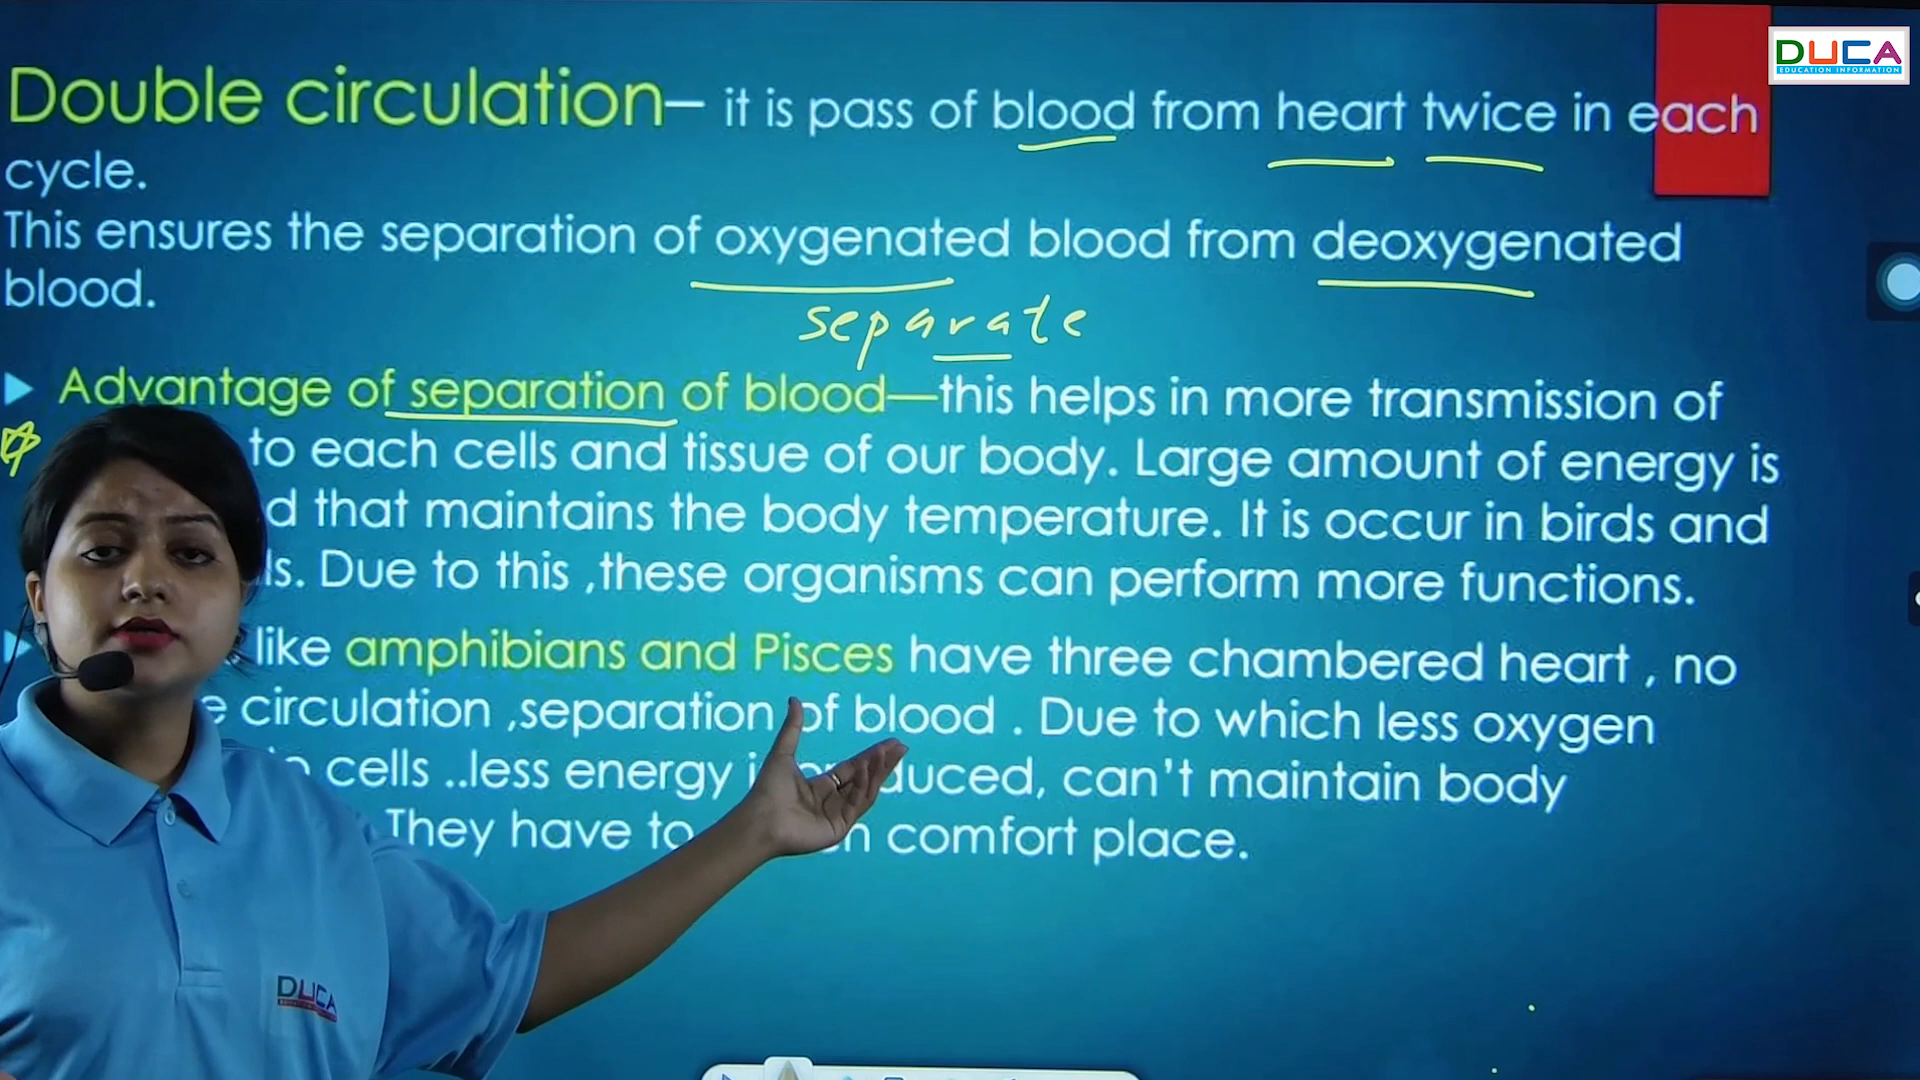 DUCA
EDUCATION INFORMATION
Double circulation– it is pass of blood from heart twice in each
cycle.
This ensures the separation of oxygenated blood from deoxygenated
blood.
separate
Advantage of separation of blood—this helps in more transmission of
to each cells and tissue of our body. Large amount of energy is
that maintains the body temperature. It is occur in birds and
Due to this ,these organisms can perform more functions.
like amphibians and Pisces have three chambered heart , no
circulation ,separation of blood . Due to which less oxygen
cells ..less energy can't maintain body
They have to comfort place.
DUCA